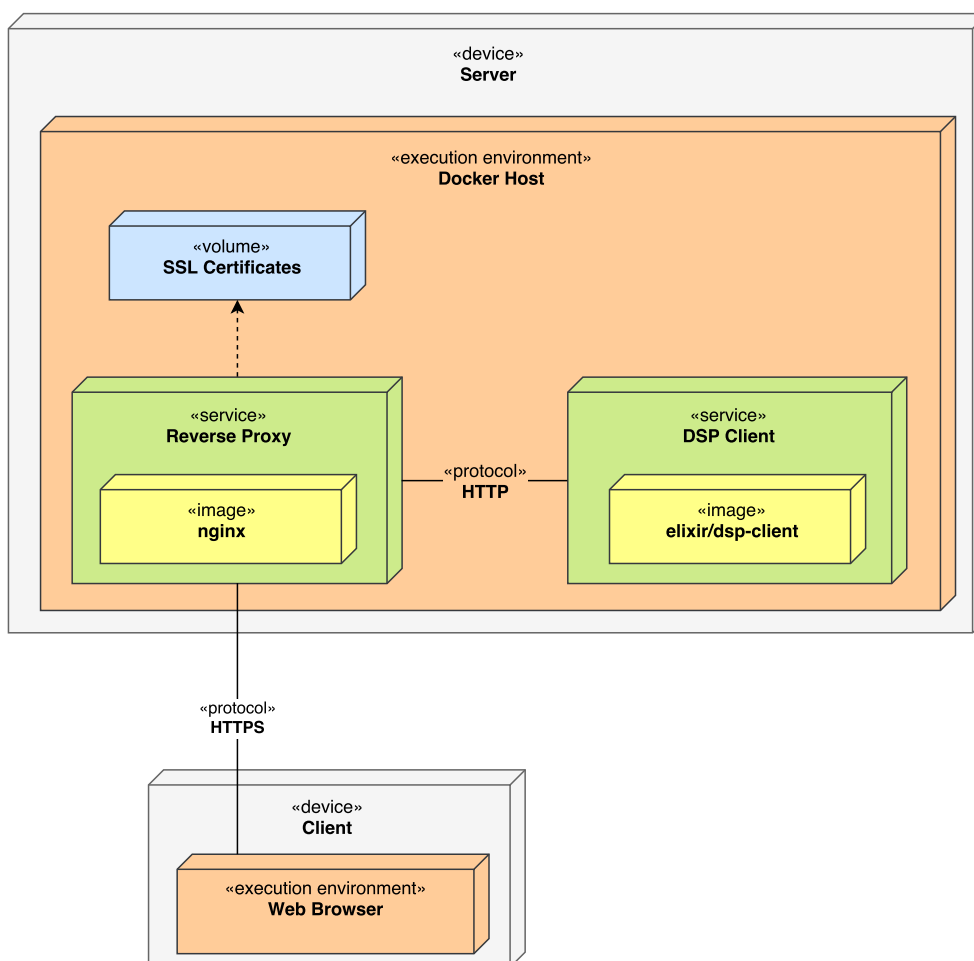 «device»
Server
«execution environment»
Docker Host
«volume»
SSL Certificates
«service»
Reverse Proxy
«image»
nginx
«protocol»
HTTP
«service»
DSP Client
«image»
elixir/dsp-client
«protocol»
HTTPS
«device»
Client
«execution environment»
Web Browser